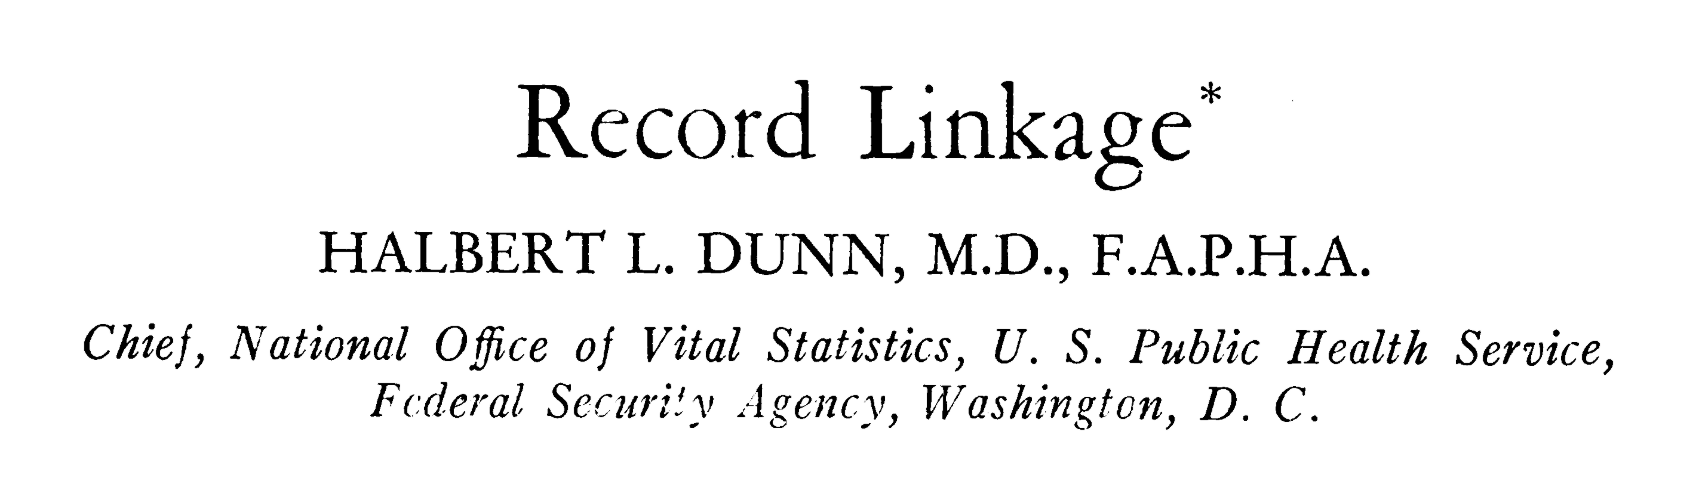 Record Linkage*
HALBERT L. DUNN, M.D., F.A.P.H.A.
Chief, National Office of Vital Statistics, U. S. Public Health Service,
Federal Security Agency, Washington, D. C.